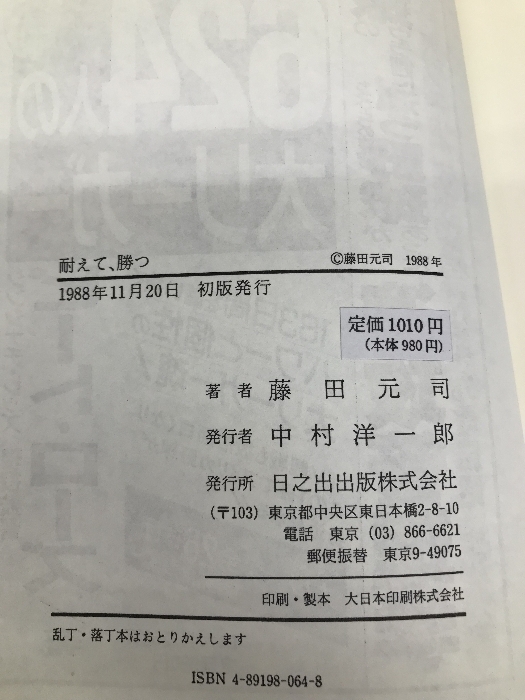 耐えて、勝つ
©藤田元司 1988年
1988年11月20日 初版発行
定価1010円
（本体980円）
著者 藤田元司
発行者 中村洋一郎
発行所 日之出出版株式会社
（〒103）東京都中央区東日本橋2-8-10
電話 東京（03）866-6621
郵便振替 東京9-49075
印刷・製本 大日本印刷株式会社
乱丁・落丁本はおとりかえします
ISBN 4-89198-064-8